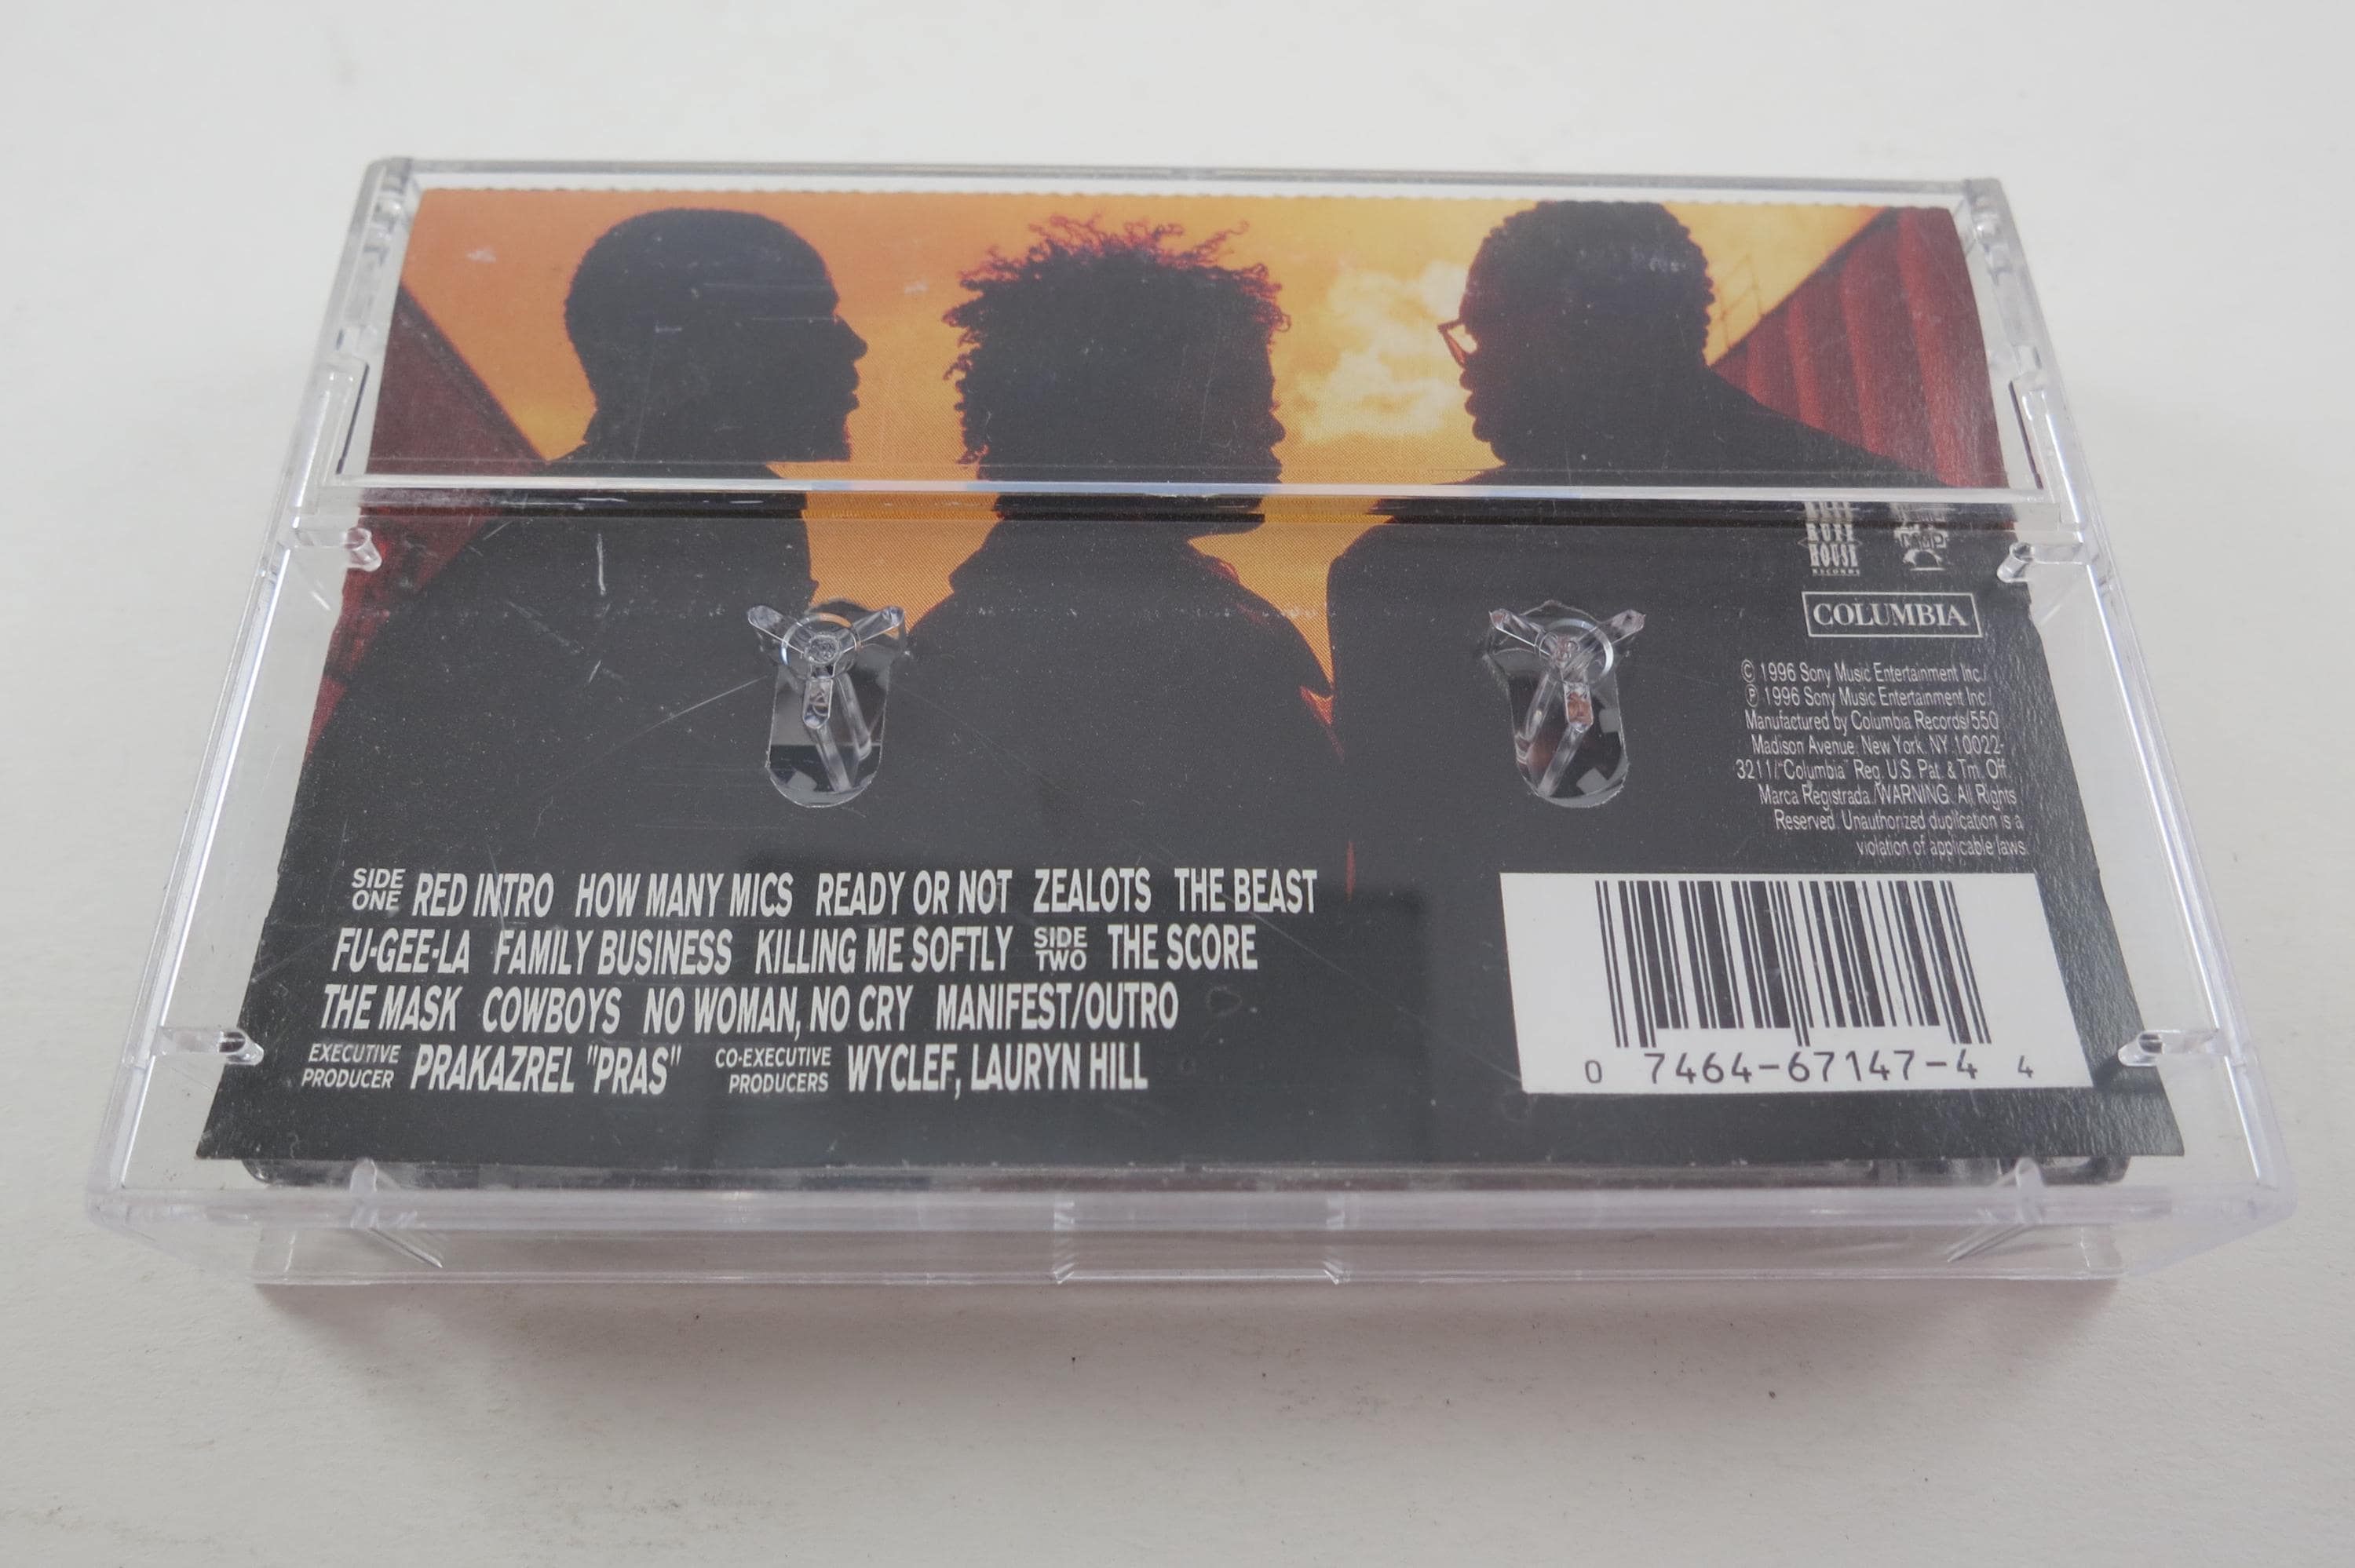 RUFF
HOUSE
RECORDS
COLUMBIA
© 1996 Sony Music Entertainment Inc./
℗ 1996 Sony Music Entertainment Inc./
Manufactured by Columbia Records/550
Madison Avenue, New York, NY 10022-
3211/"Columbia" Reg. U.S. Pat. & Tm. Off.
Marca Registrada./WARNING: All Rights
Reserved. Unauthorized duplication is a
violation of applicable laws.
SIDE ONE RED INTRO HOW MANY MICS READY OR NOT ZEALOTS THE BEAST
FU-GEE-LA FAMILY BUSINESS KILLING ME SOFTLY SIDE TWO THE SCORE
THE MASK COWBOYS NO WOMAN, NO CRY MANIFEST/OUTRO
EXECUTIVE PRODUCER PRAKAZREL "PRAS" CO-EXECUTIVE PRODUCERS WYCLEF, LAURYN HILL
0 7464-67147-4 4